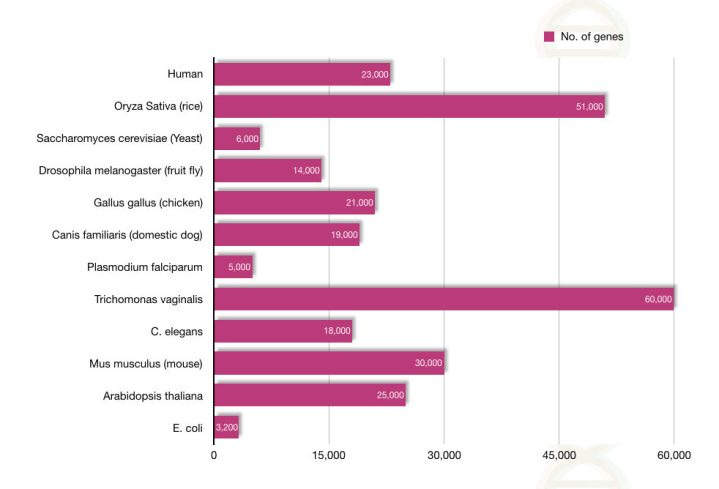 No. of genes
Human 23,000
Oryza Sativa (rice) 51,000
Saccharomyces cerevisiae (Yeast) 6,000
Drosophila melanogaster (fruit fly) 14,000
Gallus gallus (chicken) 21,000
Canis familiaris (domestic dog) 19,000
Plasmodium falciparum 5,000
Trichomonas vaginalis 60,000
C. elegans 18,000
Mus musculus (mouse) 30,000
Arabidopsis thaliana 25,000
E. coli 3,200
0 15,000 30,000 45,000 60,000